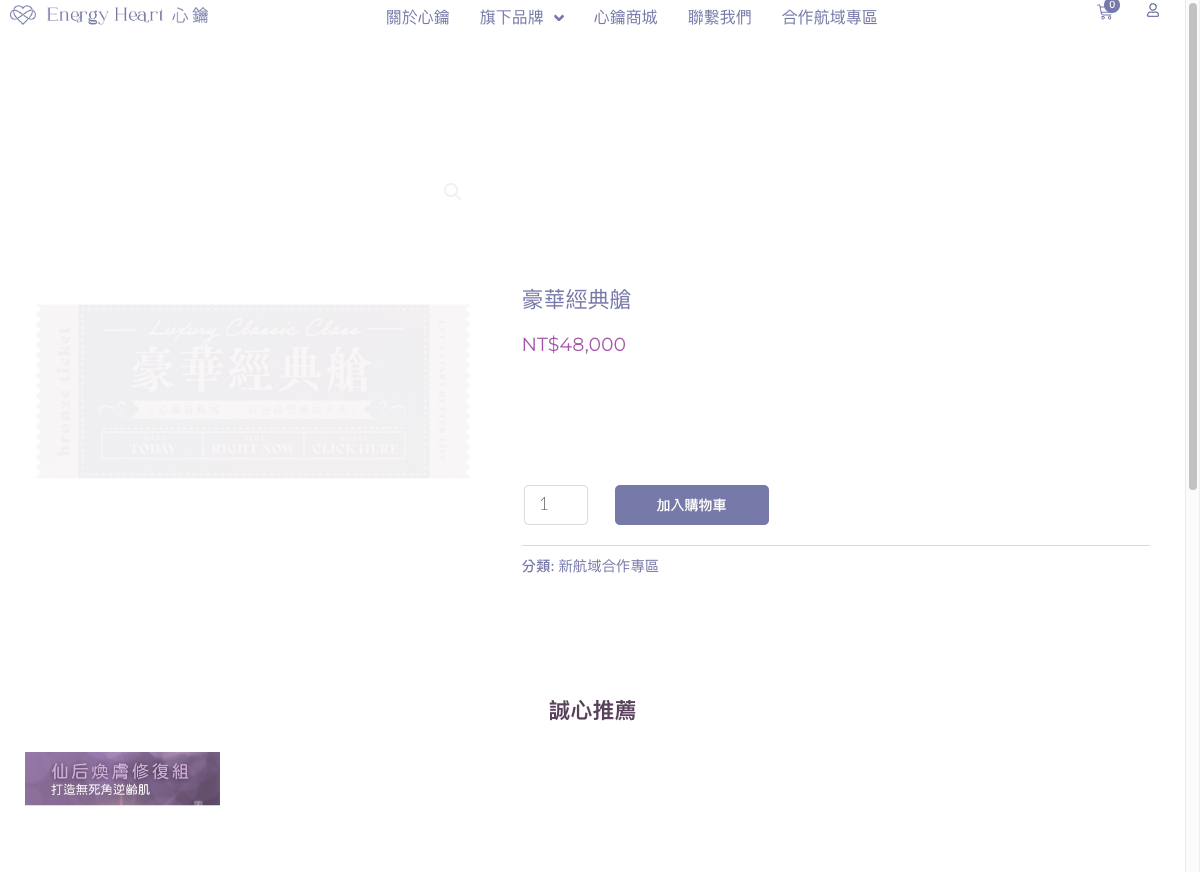 Energy Heart 心鑰
關於心鑰
旗下品牌
心鑰商城
聯繫我們
合作航域專區
0
豪華經典艙
NT$48,000
Luxury Classic Class
豪華經典艙
bronze ticket
TODAY
RIGHT NOW
CLICK HERE
1
加入購物車
分類: 新航域合作專區
誠心推薦
仙后煥膚修復組
打造無死角逆齡肌